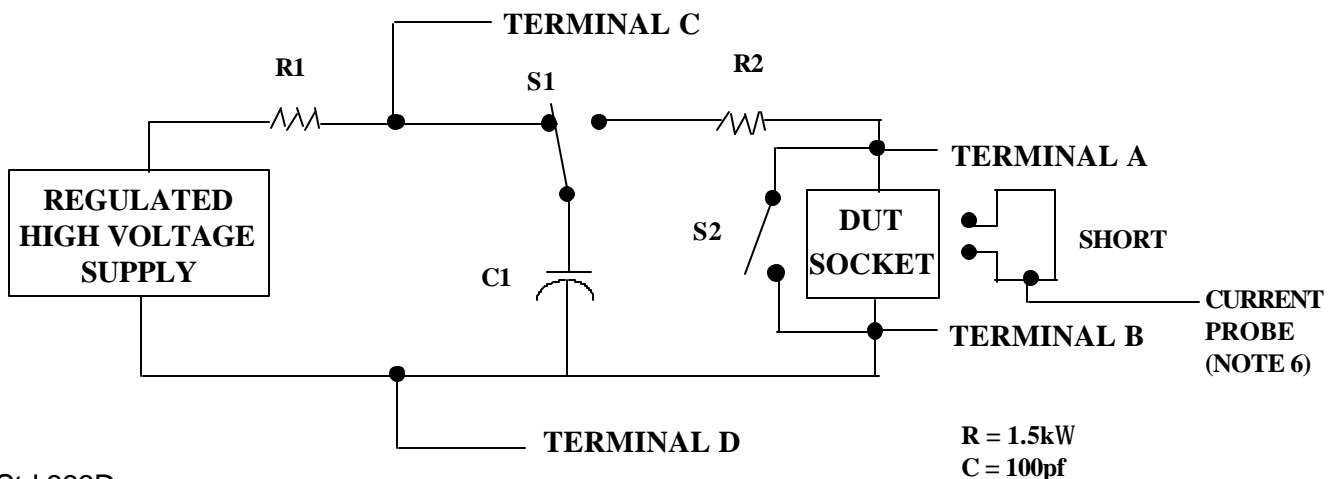 TERMINAL C
R1
S1
R2
TERMINAL A
REGULATED
HIGH VOLTAGE
SUPPLY
S2
DUT
SOCKET
SHORT
C1
CURRENT
PROBE
(NOTE 6)
TERMINAL B
TERMINAL D
R = 1.5kW
C = 100pf